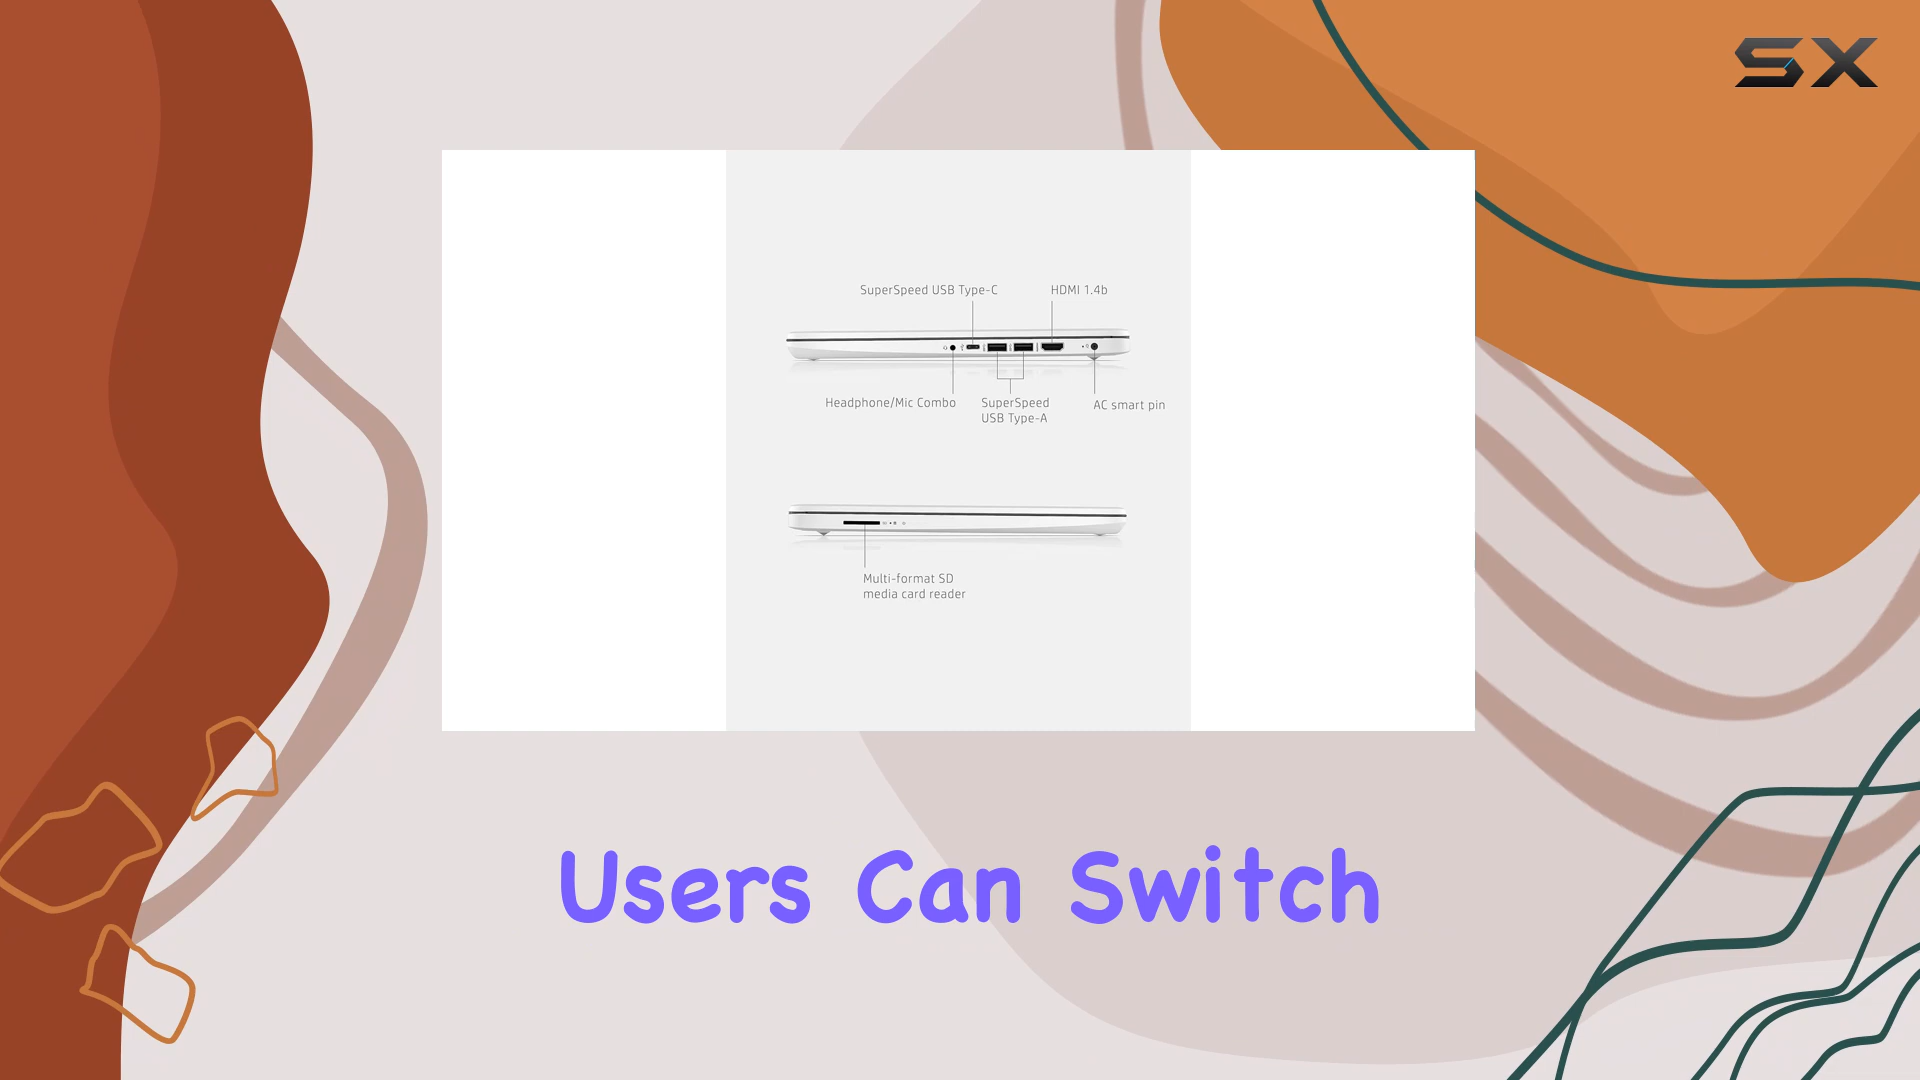 SX
SuperSpeed USB Type-C
HDMI 1.4b
Headphone/Mic Combo
SuperSpeed
USB Type-A
AC smart pin
Multi-format SD
media card reader
Users Can Switch